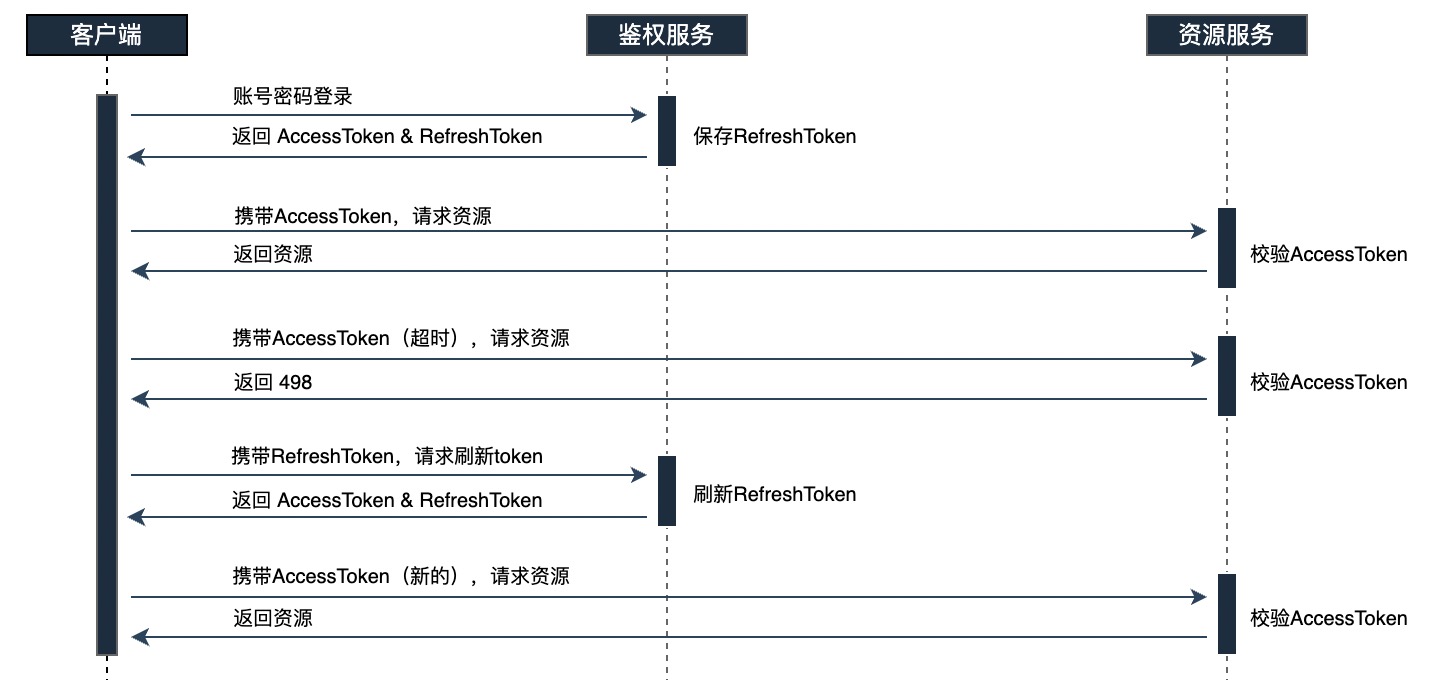 客户端
鉴权服务
资源服务
账号密码登录
返回 AccessToken & RefreshToken
保存RefreshToken
携带AccessToken，请求资源
返回资源
校验AccessToken
携带AccessToken（超时），请求资源
返回 498
校验AccessToken
携带RefreshToken，请求刷新token
返回 AccessToken & RefreshToken
刷新RefreshToken
携带AccessToken（新的），请求资源
返回资源
校验AccessToken